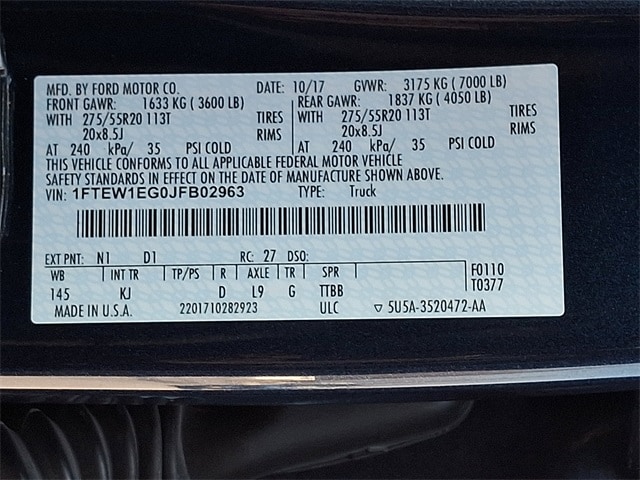 MFD. BY FORD MOTOR CO. DATE: 10/17 GVWR: 3175 KG ( 7000 LB)
FRONT GAWR: 1633 KG ( 3600 LB) REAR GAWR: 1837 KG ( 4050 LB)
WITH 275/55R20 113T TIRES WITH 275/55R20 113T TIRES
20x8.5J RIMS 20x8.5J RIMS
AT 240 kPa/ 35 PSI COLD AT 240 kPa/ 35 PSI COLD
THIS VEHICLE CONFORMS TO ALL APPLICABLE FEDERAL MOTOR VEHICLE
SAFETY STANDARDS IN EFFECT ON THE DATE OF MANUFACTURE SHOWN ABOVE.
VIN: 1FTEW1EG0JFB02963 TYPE: Truck
EXT PNT: N1 D1 RC: 27 DSO:
WB INT TR TP/PS R AXLE TR SPR F0110
145 KJ D L9 G TTBB T0377
MADE IN U.S.A. 2201710282923 ULC ▽ 5U5A-3520472-AA